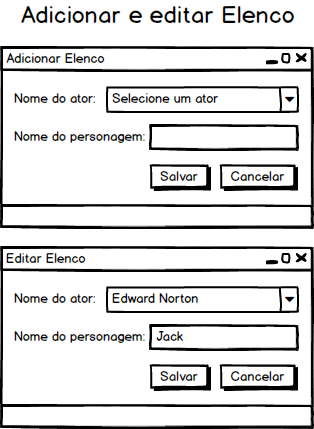 Adicionar e editar Elenco
Adicionar Elenco
Nome do ator: Selecione um ator
Nome do personagem:
Salvar Cancelar
Editar Elenco
Nome do ator: Edward Norton
Nome do personagem: Jack
Salvar Cancelar